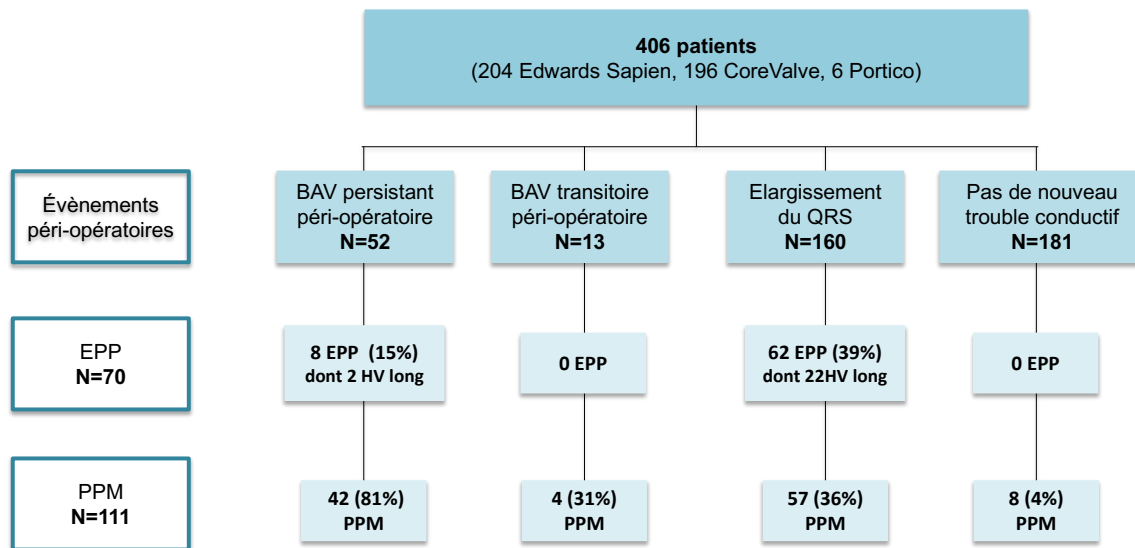 406 patients
(204 Edwards Sapien, 196 CoreValve, 6 Portico)
Évènements
péri-opératoires
BAV persistant
péri-opératoire
N=52
BAV transitoire
péri-opératoire
N=13
Elargissement
du QRS
N=160
Pas de nouveau
trouble conductif
N=181
EPP
N=70
8 EPP (15%)
dont 2 HV long
0 EPP
62 EPP (39%)
dont 22HV long
0 EPP
PPM
N=111
42 (81%)
PPM
4 (31%)
PPM
57 (36%)
PPM
8 (4%)
PPM